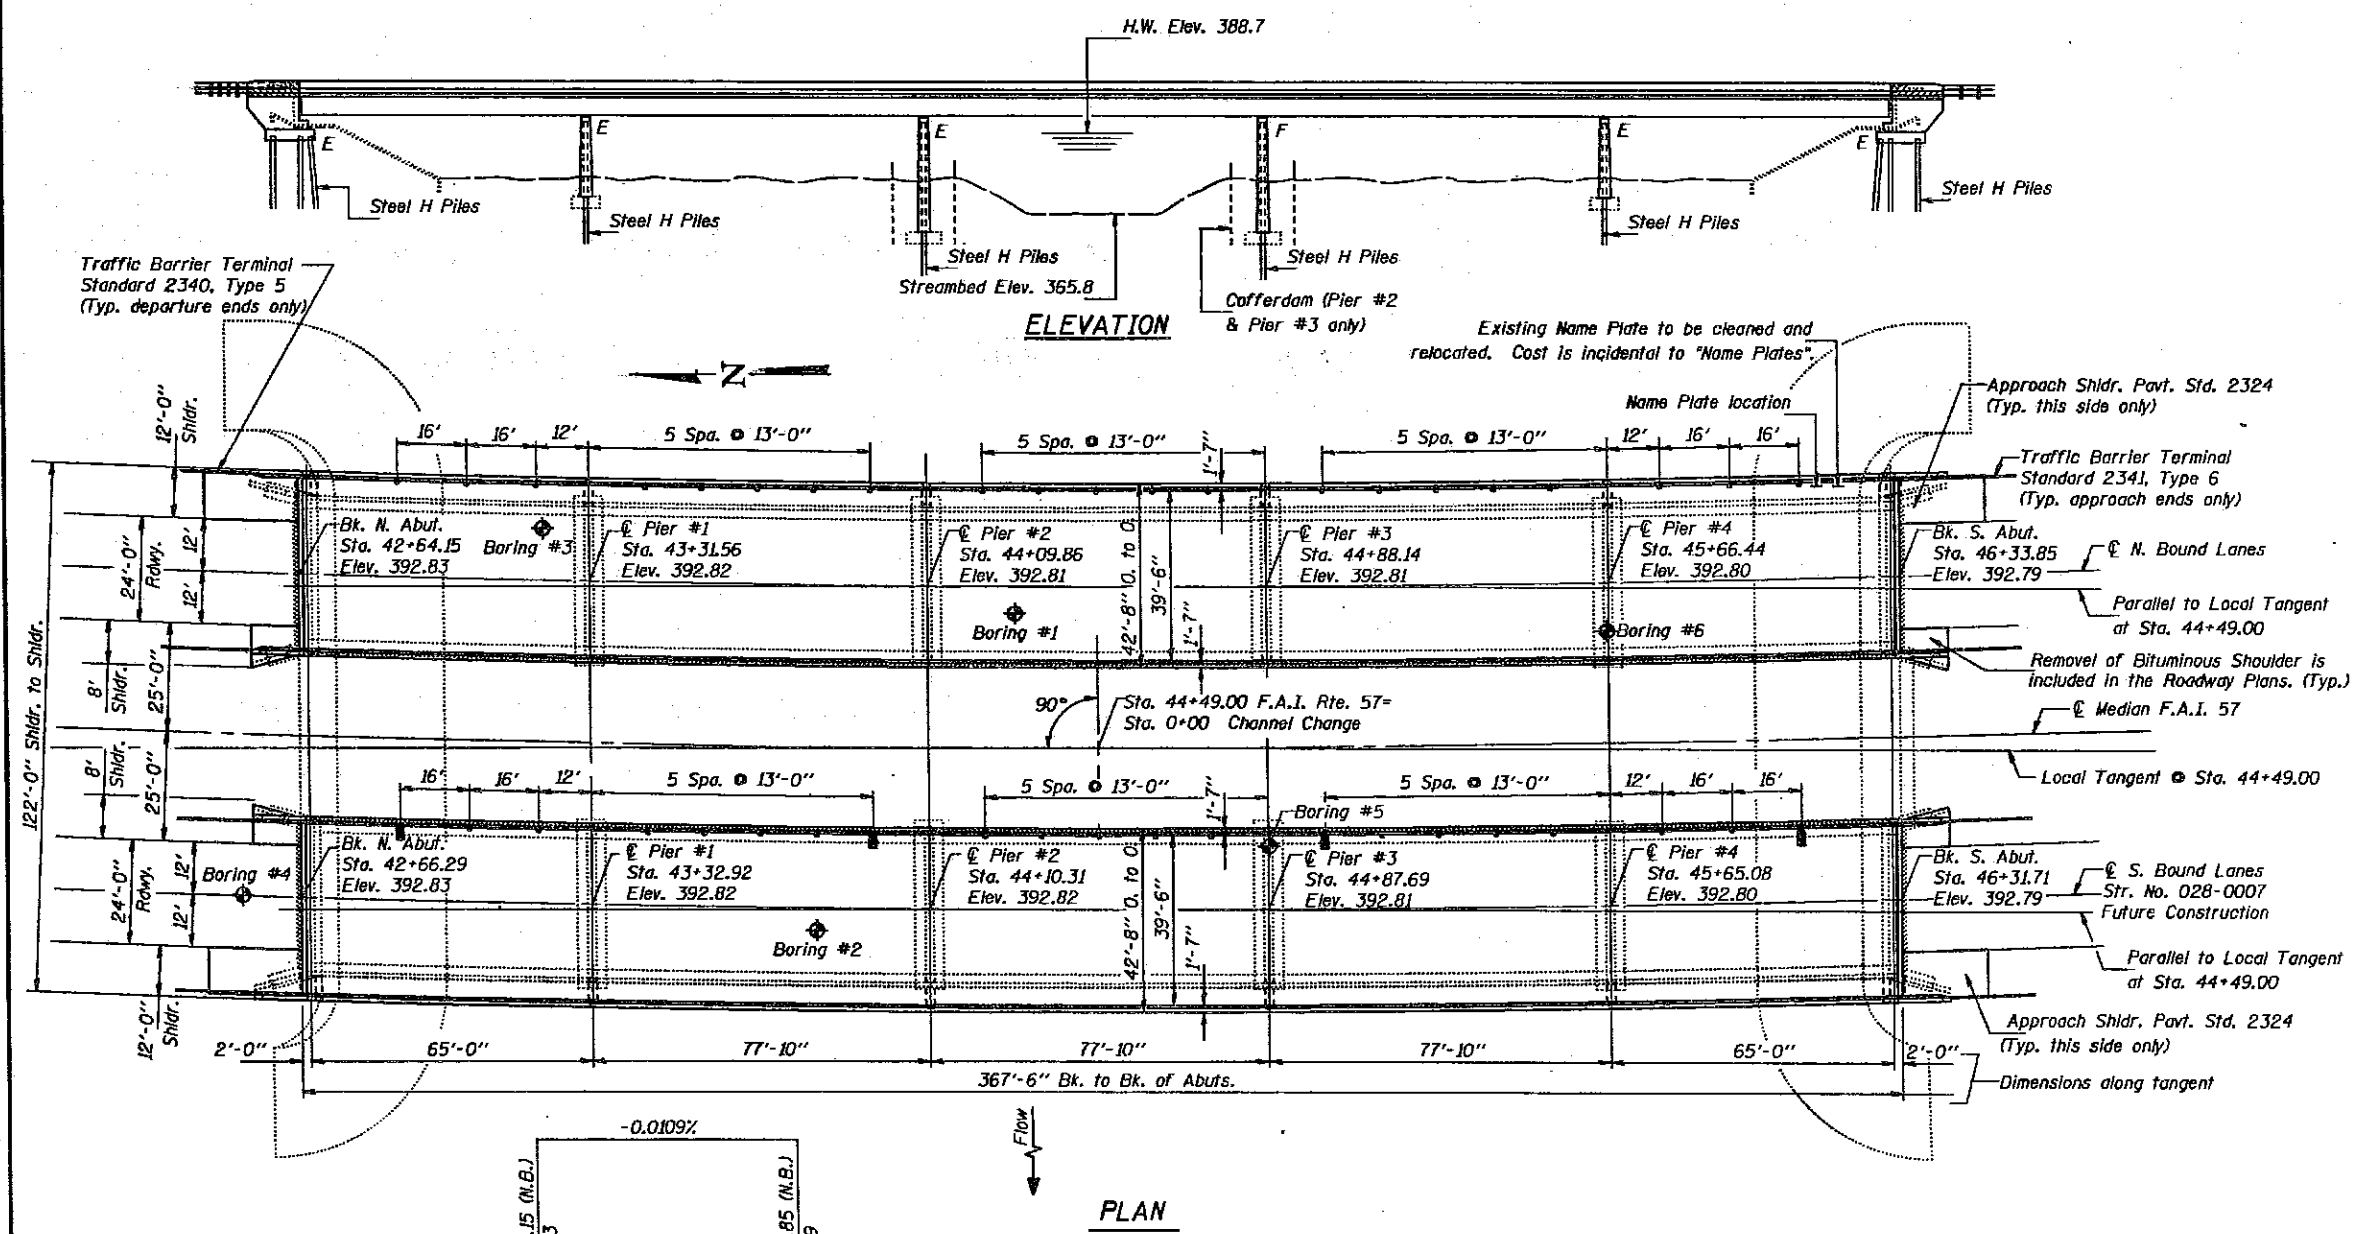 H.W. Elev. 388.7
E
E
E
F
E
E
Steel H Piles
Steel H Piles
Steel H Piles
Steel H Piles
Steel H Piles
Steel H Piles
Streambed Elev. 365.8
Cofferdam (Pier #2
& Pier #3 only)
ELEVATION
Traffic Barrier Terminal
Standard 2340, Type 5
(Typ. departure ends only)
Existing Name Plate to be cleaned and
relocated. Cost is incidental to "Name Plates".
Name Plate location
Approach Shldr. Pavt. Std. 2324
(Typ. this side only)
Traffic Barrier Terminal
Standard 2341, Type 6
(Typ. approach ends only)
N
12'-0"
Shldr.
16'
16'
12'
5 Spa. @ 13'-0"
5 Spa. @ 13'-0"
1'-7"
5 Spa. @ 13'-0"
12'
16'
16'
24'-0"
Rdwy.
12'
12'
Bk. N. Abut.
Sta. 42+64.15
Elev. 392.83
Boring #3
℄ Pier #1
Sta. 43+31.56
Elev. 392.82
℄ Pier #2
Sta. 44+09.86
Elev. 392.81
42'-8" O. to O.
39'-6"
1'-7"
℄ Pier #3
Sta. 44+88.14
Elev. 392.81
℄ Pier #4
Sta. 45+66.44
Elev. 392.80
Bk. S. Abut.
Sta. 46+33.85
Elev. 392.79
℄ N. Bound Lanes
Parallel to Local Tangent
at Sta. 44+49.00
Boring #1
Boring #6
Removel of Bituminous Shoulder is
included in the Roadway Plans. (Typ.)
122'-0" Shldr. to Shldr.
8'
Shldr.
25'-0"
90°
Sta. 44+49.00 F.A.I. Rte. 57=
Sta. 0+00 Channel Change
℄ Median F.A.I. 57
Local Tangent @ Sta. 44+49.00
8'
Shldr.
25'-0"
16'
16'
12'
5 Spa. @ 13'-0"
5 Spa. @ 13'-0"
1'-7"
5 Spa. @ 13'-0"
12'
16'
16'
Boring #5
24'-0"
Rdwy.
12'
12'
Boring #4
Bk. N. Abut.
Sta. 42+66.29
Elev. 392.83
℄ Pier #1
Sta. 43+32.92
Elev. 392.82
℄ Pier #2
Sta. 44+10.31
Elev. 392.82
42'-8" O. to O.
39'-6"
1'-7"
℄ Pier #3
Sta. 44+87.69
Elev. 392.81
℄ Pier #4
Sta. 45+65.08
Elev. 392.80
Bk. S. Abut.
Sta. 46+31.71
Elev. 392.79
℄ S. Bound Lanes
Str. No. 028-0007
Future Construction
Boring #2
Parallel to Local Tangent
at Sta. 44+49.00
12'-0"
Shldr.
Approach Shldr. Pavt. Std. 2324
(Typ. this side only)
2'-0"
65'-0"
77'-10"
77'-10"
77'-10"
65'-0"
2'-0"
367'-6" Bk. to Bk. of Abuts.
Dimensions along tangent
Flow
-0.0109%
.15 (N.B.)
85 (N.B.)
PLAN